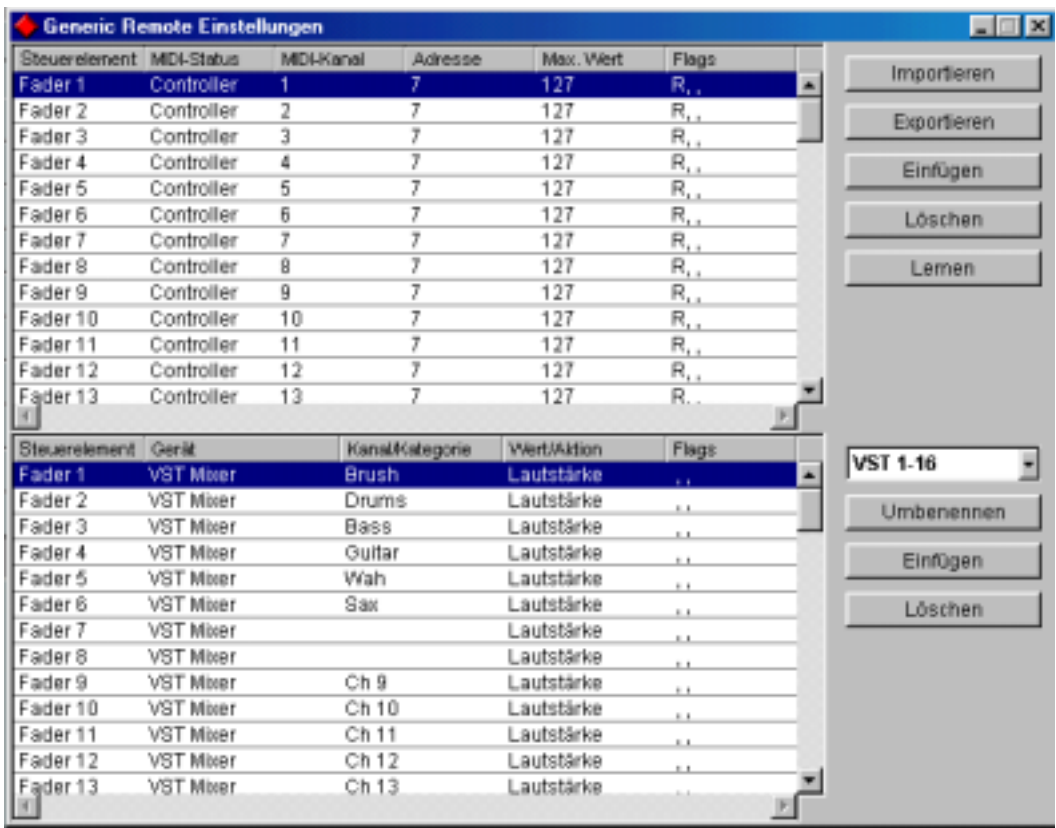 Generic Remote Einstellungen
Steuerelement MIDI-Status MIDI-Kanal Adresse Max. Wert Flags
Fader 1 Controller 1 7 127 R, ,
Fader 2 Controller 2 7 127 R, ,
Fader 3 Controller 3 7 127 R, ,
Fader 4 Controller 4 7 127 R, ,
Fader 5 Controller 5 7 127 R, ,
Fader 6 Controller 6 7 127 R, ,
Fader 7 Controller 7 7 127 R, ,
Fader 8 Controller 8 7 127 R, ,
Fader 9 Controller 9 7 127 R, ,
Fader 10 Controller 10 7 127 R, ,
Fader 11 Controller 11 7 127 R, ,
Fader 12 Controller 12 7 127 R, ,
Fader 13 Controller 13 7 127 R, ,
Importieren
Exportieren
Einfügen
Löschen
Lernen
Steuerelement Gerät Kanal/Kategorie Wert/Aktion Flags
Fader 1 VST Mixer Brush Lautstärke , ,
Fader 2 VST Mixer Drums Lautstärke , ,
Fader 3 VST Mixer Bass Lautstärke , ,
Fader 4 VST Mixer Guitar Lautstärke , ,
Fader 5 VST Mixer Wah Lautstärke , ,
Fader 6 VST Mixer Sax Lautstärke , ,
Fader 7 VST Mixer Lautstärke , ,
Fader 8 VST Mixer Lautstärke , ,
Fader 9 VST Mixer Ch 9 Lautstärke , ,
Fader 10 VST Mixer Ch 10 Lautstärke , ,
Fader 11 VST Mixer Ch 11 Lautstärke , ,
Fader 12 VST Mixer Ch 12 Lautstärke , ,
Fader 13 VST Mixer Ch 13 Lautstärke , ,
VST 1-16
Umbenennen
Einfügen
Löschen